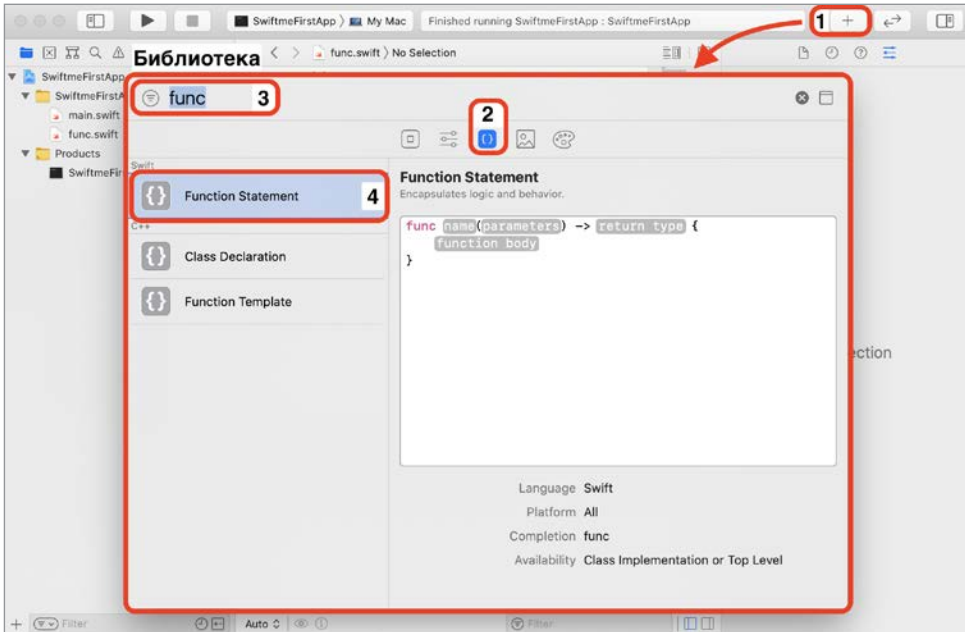 SwiftmeFirstApp 〉 My Mac
Finished running SwiftmeFirstApp : SwiftmeFirstApp
1
+
Библиотека
func.swift 〉 No Selection
SwiftmeFirstApp
SwiftmeFirstA
main.swift
func.swift
Products
SwiftmeFir
func
3
2
Swift
Function Statement
4
C++
Class Declaration
Function Template
Function Statement
Encapsulates logic and behavior.
func name(parameters) -> return type {
function body
}
Language Swift
Platform All
Completion func
Availability Class Implementation or Top Level
ection
+
Filter
Auto
Filter